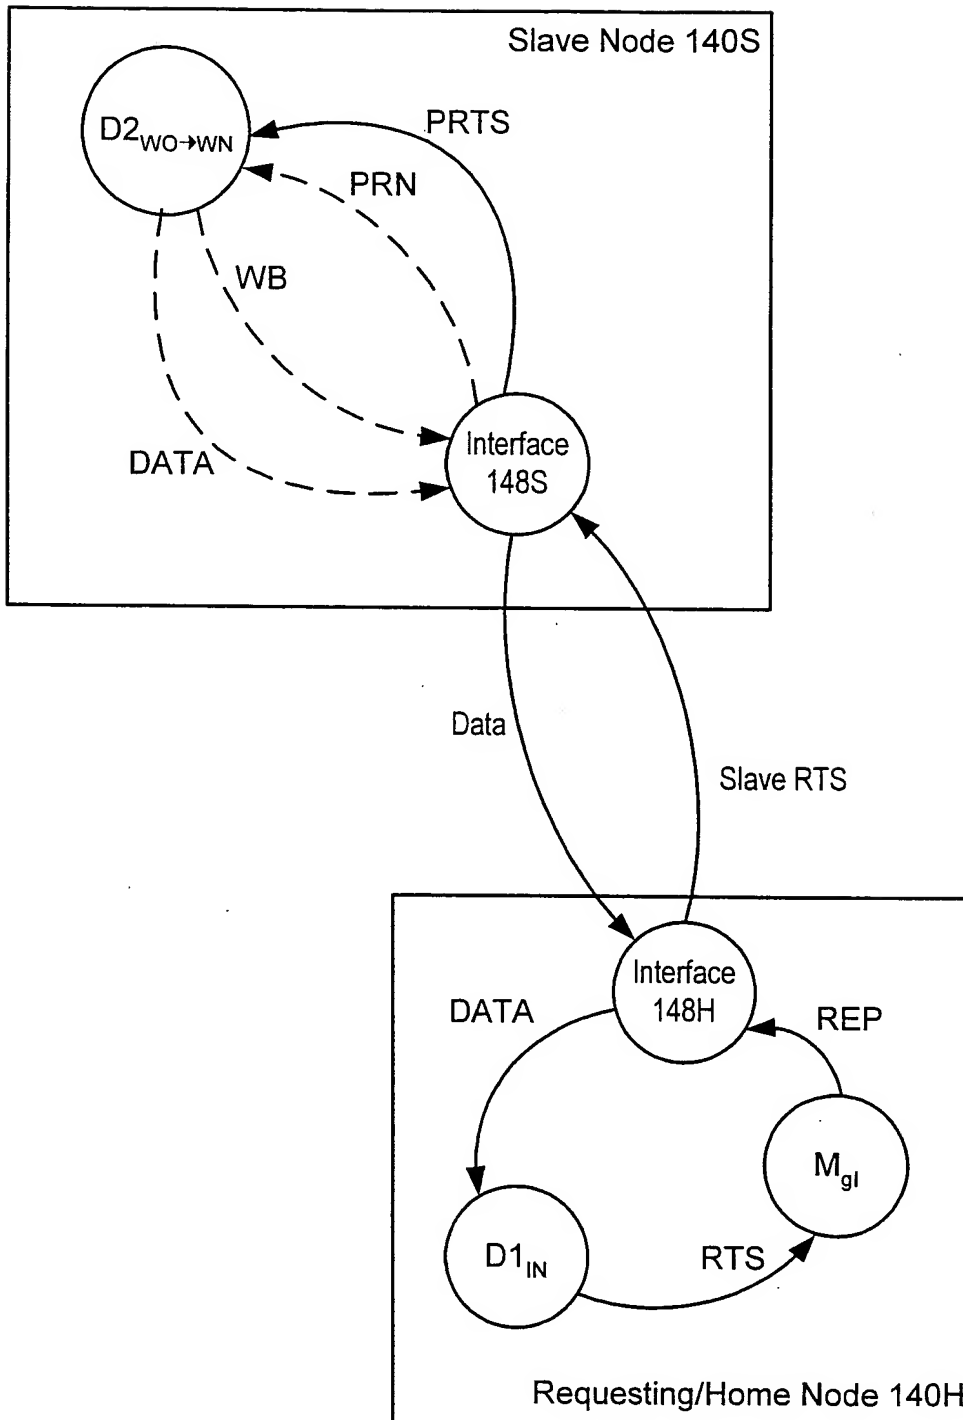 Slave Node 140S
D2WO→WN
PRTS
PRN
WB
DATA
Interface
148S
Data
Slave RTS
Interface
148H
DATA
REP
MgI
D1IN
RTS
Requesting/Home Node 140H